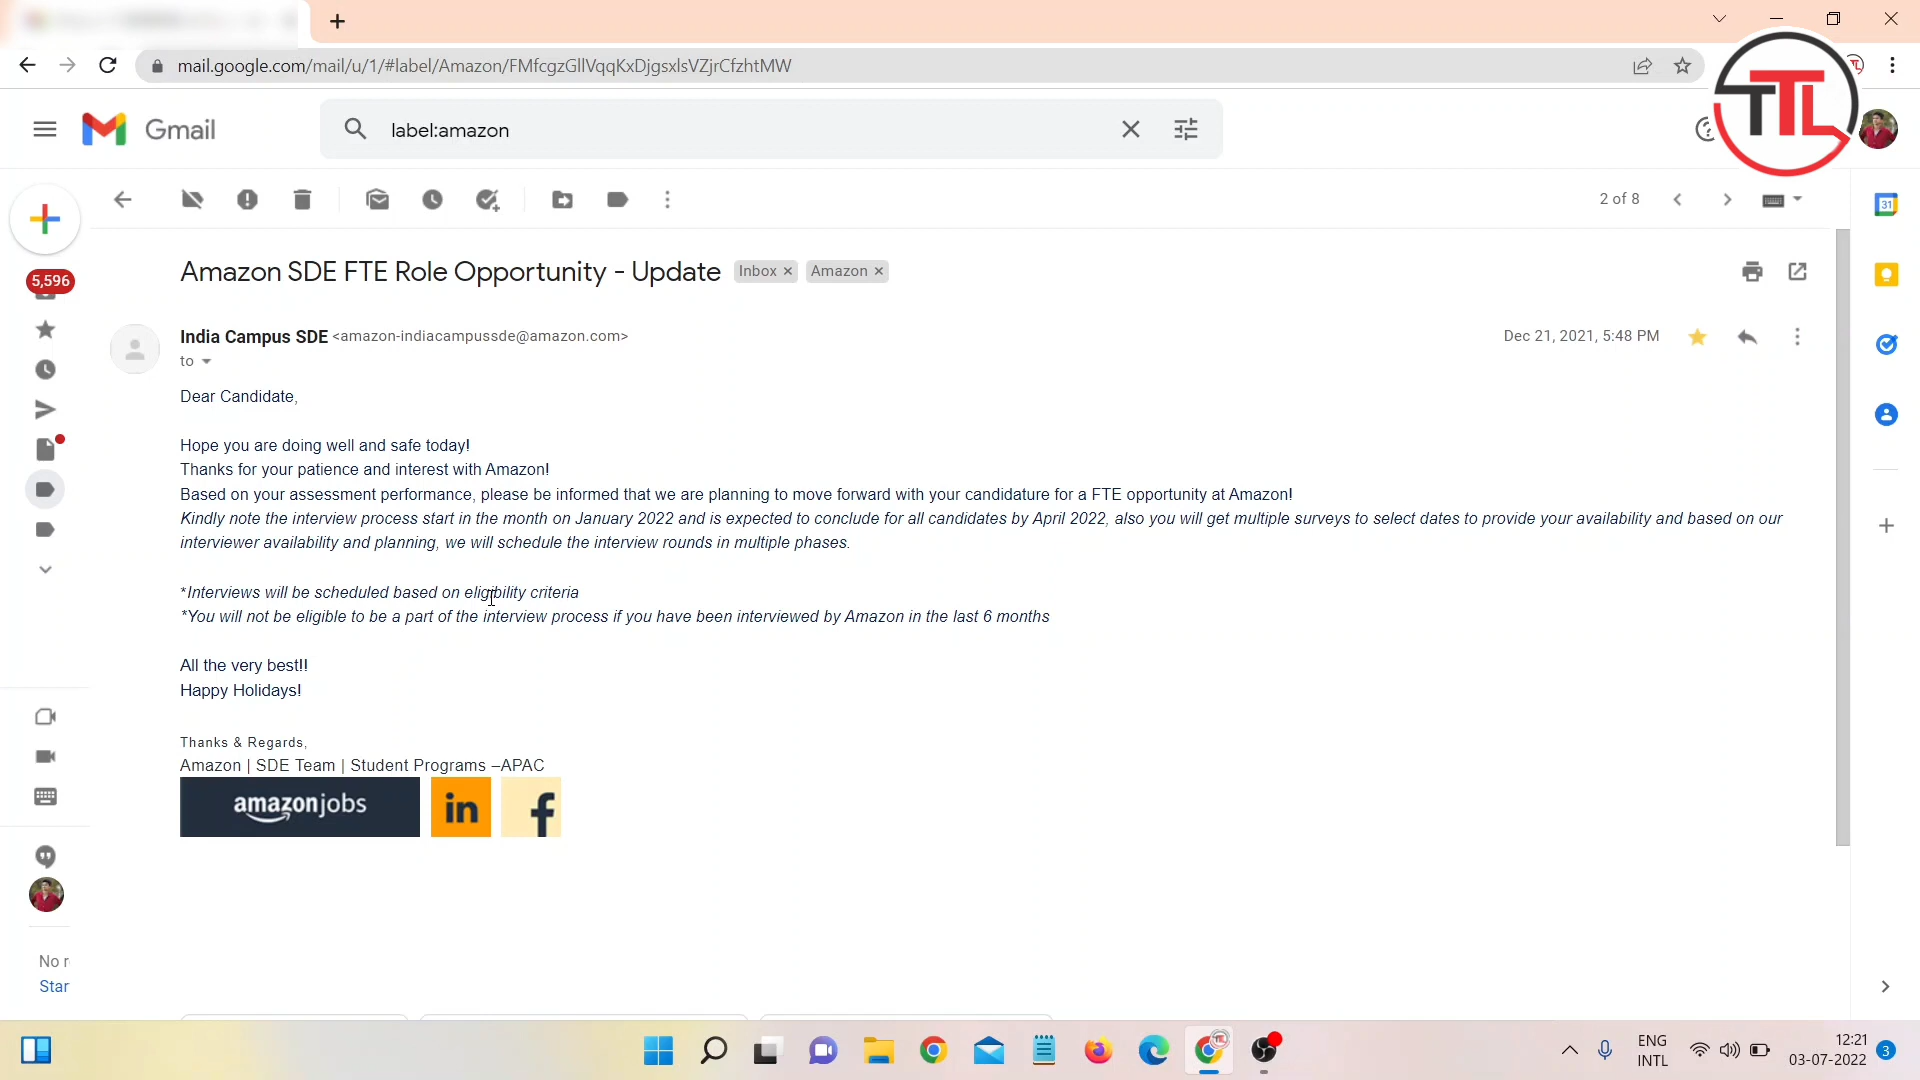 mail.google.com/mail/u/1/#label/Amazon/FMfcgzGllVqqKxDjgsxlsVZjrCfzhtMW
TTL
Gmail
label:amazon
2 of 8
31
5,596
Amazon SDE FTE Role Opportunity - Update Inbox × Amazon ×
India Campus SDE <amazon-indiacampussde@amazon.com>
Dec 21, 2021, 5:48 PM
to
Dear Candidate,
Hope you are doing well and safe today!
Thanks for your patience and interest with Amazon!
Based on your assessment performance, please be informed that we are planning to move forward with your candidature for a FTE opportunity at Amazon!
Kindly note the interview process start in the month on January 2022 and is expected to conclude for all candidates by April 2022, also you will get multiple surveys to select dates to provide your availability and based on our
interviewer availability and planning, we will schedule the interview rounds in multiple phases.
*Interviews will be scheduled based on eligibility criteria
*You will not be eligible to be a part of the interview process if you have been interviewed by Amazon in the last 6 months
All the very best!!
Happy Holidays!
Thanks & Regards,
Amazon | SDE Team | Student Programs –APAC
amazonjobs in f
No r
Star
ENG
INTL
12:21
03-07-2022
3